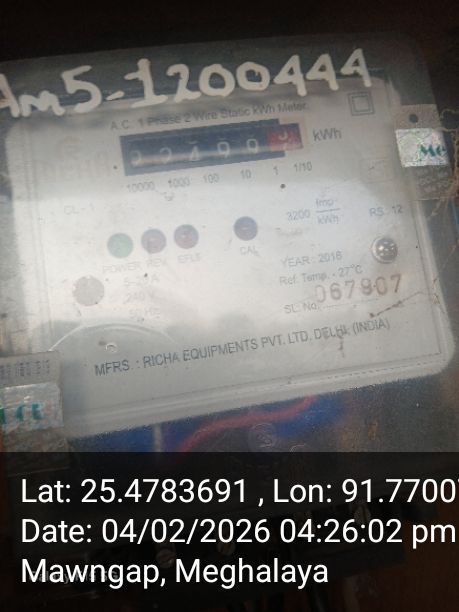 Am5-1200444
A.C. 1 Phase 2 Wire Static kWh Meter.
kWh
10000 1000 100 10 1 1/10
CL - 1
3200 imp/kWh
RS : 12
POWER REV EFLT CAL
YEAR : 2018
Ref. Temp. - 27°C
240 V
50 Hz
SL. No. 067907
MFRS. : RICHA EQUIPMENTS PVT. LTD. DELHI, (INDIA)
Lat: 25.4783691 , Lon: 91.7700
Date: 04/02/2026 04:26:02 pm
Mawngap, Meghalaya